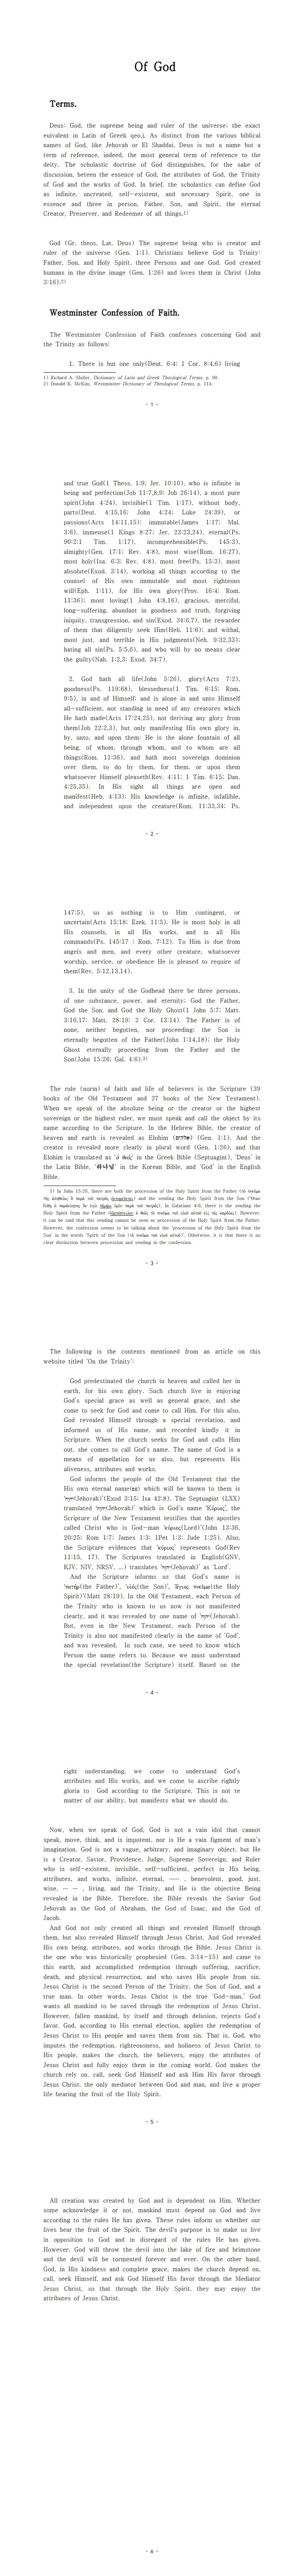 Of God
Terms.
Deus: God, the supreme being and ruler of the universe: the exact
euivalent in Latin of Greek qeo,j. As distinct from the various biblical
names of God, like Jehovah or El Shaddai, Deus is not a name but a
term of reference, indeed, the most general term of reference to the
deity. The scholastic doctrine of God distinguishes, for the sake of
discussion, beteen the essence of God, the attributes of God, the Trinity
of God and the works of God. In brief, the scholastics can define God
as infinite, uncreated, self-existent, and necessary Spirit, one in
essence and three in person, Father, Son, and Spirit, the eternal
Creator, Preserver, and Redeemer of all things.1)
God (Gr. theos, Lat. Deus) The supreme being who is creator and
ruler of the universe (Gen. 1:1). Christians believe God is Trinity:
Father, Son, and Holy Spirit, three Persons and one God. God created
humans in the divine image (Gen. 1:26) and loves them in Christ (John
3:16).2)
Westminster Confession of Faith.
The Westminster Confession of Faith confesses concerning God and
the Trinity as follows:
1. There is but one only(Deut. 6:4; 1 Cor. 8:4,6) living
1) Richard A. Muller, Dictionary of Latin and Greek Theological Terms, p. 90.
2) Donald K. McKim, Westminster Dictionary of Theological Terms, p. 114.
- 1 -
and true God(1 Thess. 1:9; Jer. 10:10), who is infinite in
being and perfection(Job 11:7,8,9; Job 26:14), a most pure
spirit(John 4:24), invisible(1 Tim. 1:17), without body,
parts(Deut. 4:15,16; John 4:24; Luke 24:39), or
passions(Acts 14:11,15); immutable(James 1:17; Mal.
3:6), immense(1 Kings 8:27; Jer. 23:23,24), eternal(Ps.
90:2;1 Tim. 1:17), incomprehensible(Ps. 145:3),
almighty(Gen. 17:1; Rev. 4:8), most wise(Rom. 16:27),
most holy(Isa. 6:3; Rev. 4:8), most free(Ps. 15:3), most
absolute(Exod. 3:14), working all things according to the
counsel of His own immutable and most righteous
will(Eph. 1:11), for His own glory(Prov. 16:4; Rom.
11:36); most loving(1 John 4:8,16), gracious, merciful,
long-suffering, abundant in goodness and truth, forgiving
iniquity, transgression, and sin(Exod. 34:6,7), the rewarder
of them that diligently seek Him(Heb. 11:6); and withal,
most just, and terrible in His judgments(Neh. 9:32,33);
hating all sin(Ps. 5:5,6), and who will by no means clear
the guilty(Nah. 1:2,3; Exod. 34:7).
2. God hath all life(John 5:26), glory(Acts 7:2),
goodness(Ps. 119:68), blessedness(1 Tim. 6:15; Rom.
9:5), in and of Himself; and is alone in and unto Himself
all-sufficient, not standing in need of any creatures which
He hath made(Acts 17:24,25), not deriving any glory from
them(Job 22:2,3), but only manifesting His own glory in,
by, unto, and upon them: He is the alone fountain of all
being, of whom, through whom, and to whom are all
things(Rom. 11:36), and hath most sovereign dominion
over them, to do by them, for them, or upon them
whatsoever Himself pleaseth(Rev. 4:11; 1 Tim. 6:15; Dan.
4:25,35). In His sight all things are open and
manifest(Heb. 4:13); His knowledge is infinite, infallible,
and independent upon the creature(Rom. 11:33,34; Ps.
- 2 -
147:5), so as nothing is to Him contingent, or
uncertain(Acts 15:18; Ezek. 11:5). He is most holy in all
His counsels, in all His works, and in all His
commands(Ps. 145:17 ; Rom. 7:12). To Him is due from
angels and men, and every other creature, whatsoever
worship, service, or obedience He is pleased to require of
them(Rev. 5:12,13,14).
3. In the unity of the Godhead there be three persons,
of one substance, power, and eternity; God the Father,
God the Son, and God the Holy Ghost(1 John 5:7; Matt.
3:16,17; Matt. 28:19; 2 Cor. 13:14). The Father is of
none, neither begotten, nor proceeding: the Son is
eternally begotten of the Father(John 1:14,18); the Holy
Ghost eternally proceeding from the Father and the
Son(John 15:26; Gal. 4:6).3)
The rule (norm) of faith and life of believers is the Scripture (39
books of the Old Testament and 27 books of the New Testament).
When we speak of the absolute being or the creator or the highest
sovereign or the highest ruler, we must speak and call the object by its
name according to the Scripture. In the Hebrew Bible, the creator of
heaven and earth is revealed as Elohim (אלהים) (Gen. 1:1). And the
creator is revealed more clearly in plural word (Gen. 1:26), and that
Elohim is translated as 'ὁ θεὸς' in the Greek Bible (Septuagint), 'Deus' in
the Latin Bible, '하나님' in the Korean Bible, and 'God' in the English
Bible.
3) In John 15:26, there are both the procession of the Holy Spirit from the Father (τὸ πνεῦμα
τῆς ἀληθείας ὃ παρὰ τοῦ πατρὸς ἐκπορεύεται) and the sending the Holy Spirit from the Son (Ὅταν
ἔλθῃ ὁ παράκλητος ὃν ἐγὼ πέμψω ὑμῖν παρὰ τοῦ πατρός). In Galatians 4:6, there is the sending the
Holy Spirit from the Father (ἐξαπέστειλεν ὁ θεὸς τὸ πνεῦμα τοῦ υἱοῦ αὐτοῦ εἰς τὰς καρδίας). However,
it can be said that this sending cannot be seen as procession of the Holy Spirit from the Father.
However, the confession seems to be talking about the 'procession of the Holy Spirit from the
Son' in the words 'Spirit of the Son (τὸ πνεῦμα τοῦ υἱοῦ αὐτοῦ)'. Otherwise, it is that there is no
clear distinction between procession and sending in the confession.
- 3 -
The following is the contents mentioned from an article on this
website titled 'On the Trinity':
God predestinated the church in heaven and called her in
earth, for his own glory. Such church live in enjoying
God's special grace as well as general grace, and she
come to seek for God and come to call Him. For this also,
God revealed Himself through a special revelation, and
informed us of His name, and recorded kindly it in
Scripture. When the church seeks for God and calls Him
out, she comes to call God's name. The name of God is a
means of appellation for us also, but represents His
aliveness, attributes and works.
God informs the people of the Old Testament that the
His own eternal name(שם) which will be known to them is
'יהוה(Jehovah)'(Exod 3:15; Isa 42:8). The Septuagint (LXX)
translated 'יהוה(Jehovah)' which is God's name 'Κύριος', the
Scripture of the New Testament testifies that the apostles
called Christ who is God-man 'κύριος(Lord)'(John 13:36,
20:25; Rom 1:7; James 1:3; 1Pet 1:3; Jude 1:25). Also,
the Scripture evidences that 'κύριος' represents God(Rev
11:15, 17). The Scriptures translated in English(GNV,
KJV, NIV, NRSV, ...) translates 'יהוה(Jehovah)' as 'Lord'.
And the Scripture informs us that God's name is
'πατὴρ(the Father)', 'υἱὸς(the Son)', 'ἅγιος πνεῦμα(the Holy
Spirit)'(Matt 28:19). In the Old Testament, each Person of
the Trinity who is known to us now is not manifested
clearly, and it was revealed by one name of 'יהוה(Jehovah).
But, even in the New Testament, each Person of the
Trinity is also not manifested clearly in the name of 'God',
and was revealed. In such case, we need to know which
Person the name refers to. Because we must understand
the special revelation(the Scripture) itself. Based on the
- 4 -
right understanding, we come to understand God's
attributes and His works, and we come to ascribe rightly
gloria to God according to the Scripture. This is not te
matter of our ability, but manifests what we should do.
Now, when we speak of God, God is not a vain idol that cannot
speak, move, think, and is impotent, nor is He a vain figment of man's
imagination. God is not a vague, arbitrary, and imaginary object, but He
is a Creator, Savior, Providence, Judge, Supreme Sovereign, and Ruler
who is self-existent, invisible, self-sufficient, perfect in His being,
attributes, and works, infinite, eternal, ⋯⋯ , benevolent, good, just,
wise, ⋯ ⋯ , living, and the Trinity, and He is the objective Being
revealed in the Bible. Therefore, the Bible reveals the Savior God
Jehovah as the God of Abraham, the God of Isaac, and the God of
Jacob.
And God not only created all things and revealed Himself through
them, but also revealed Himself through Jesus Christ. And God revealed
His own being, attributes, and works through the Bible. Jesus Christ is
the one who was historically prophesied (Gen. 3:14-15) and came to
this earth, and accomplished redemption through suffering, sacrifice,
death, and physical resurrection, and who saves His people from sin.
Jesus Christ is the second Person of the Trinity, the Son of God, and a
true man. In other words, Jesus Christ is the true 'God-man.' God
wants all mankind to be saved through the redemption of Jesus Christ.
However, fallen mankind, by itself and through delusion, rejects God's
favor. God, according to His eternal election, applies the redemption of
Jesus Christ to His people and saves them from sin. That is, God, who
imputes the redemption, righteousness, and holiness of Jesus Christ to
His people, makes the church, the believers, enjoy the attributes of
Jesus Christ and fully enjoy them in the coming world. God makes the
church rely on, call, seek God Himself and ask Him His favor through
Jesus Christ, the only mediator between God and man, and live a proper
life bearing the fruit of the Holy Spirit.
- 5 -
All creation was created by God and is dependent on Him. Whether
some acknowledge it or not, mankind must depend on God and live
according to the rules He has given. These rules inform us whether our
lives bear the fruit of the Spirit. The devil's purpose is to make us live
in opposition to God and in disregard of the rules He has given.
However, God will throw the devil into the lake of fire and brimstone
and the devil will be tormented forever and ever. On the other hand,
God, in His kindness and complete grace, makes the church depend on,
call, seek Himself, and ask God Himself His favor through the Mediator
Jesus Christ, so that through the Holy Spirit, they may enjoy the
attributes of Jesus Christ.
- 6 -